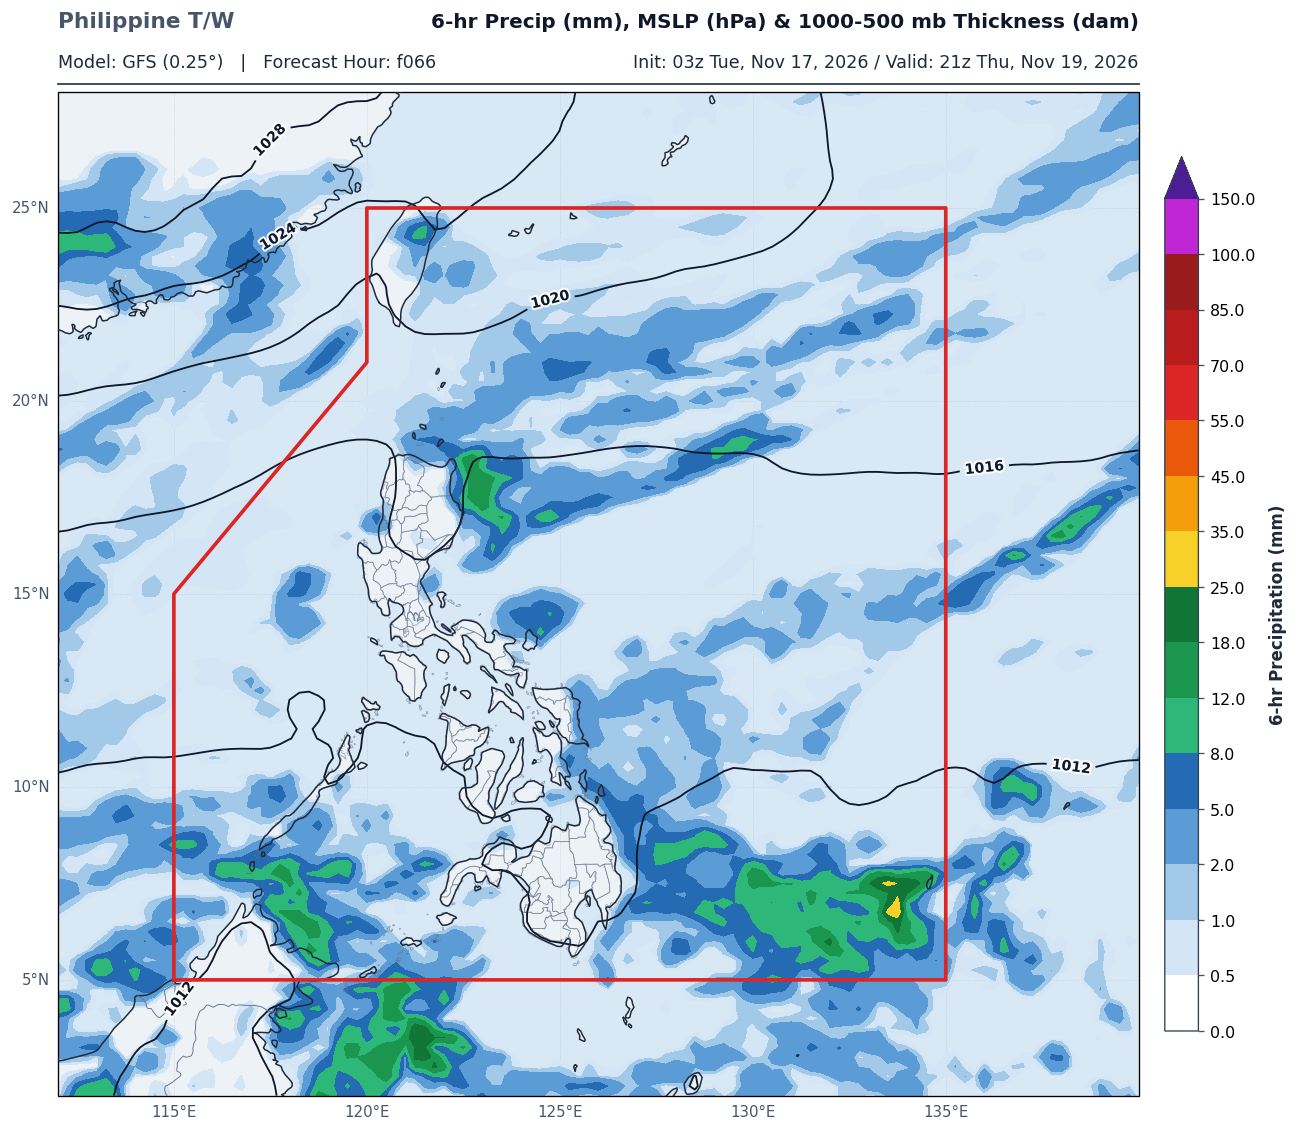 Philippine T/W
6-hr Precip (mm), MSLP (hPa) & 1000-500 mb Thickness (dam)
Model: GFS (0.25°) | Forecast Hour: f066
Init: 03z Tue, Nov 17, 2026 / Valid: 21z Thu, Nov 19, 2026
1028
1024
1020
1016
1012
1012
25°N
20°N
15°N
10°N
5°N
115°E
120°E
125°E
130°E
135°E
150.0
100.0
85.0
70.0
55.0
45.0
35.0
25.0
18.0
12.0
8.0
5.0
2.0
1.0
0.5
0.0
6-hr Precipitation (mm)